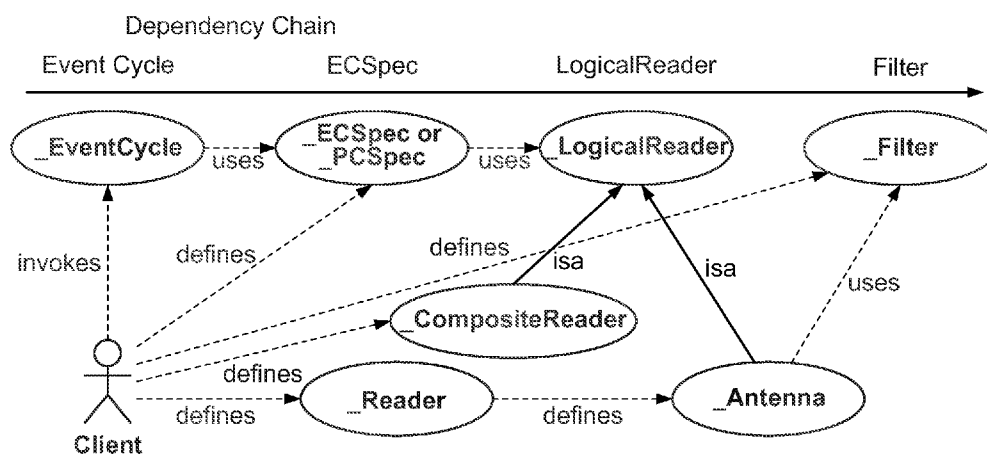 Dependency Chain
Event Cycle ECSpec LogicalReader Filter
_EventCycle uses _ECSpec or _PCSpec uses _LogicalReader _Filter
invokes defines defines isa isa uses
_CompositeReader
defines
defines _Reader defines _Antenna
Client